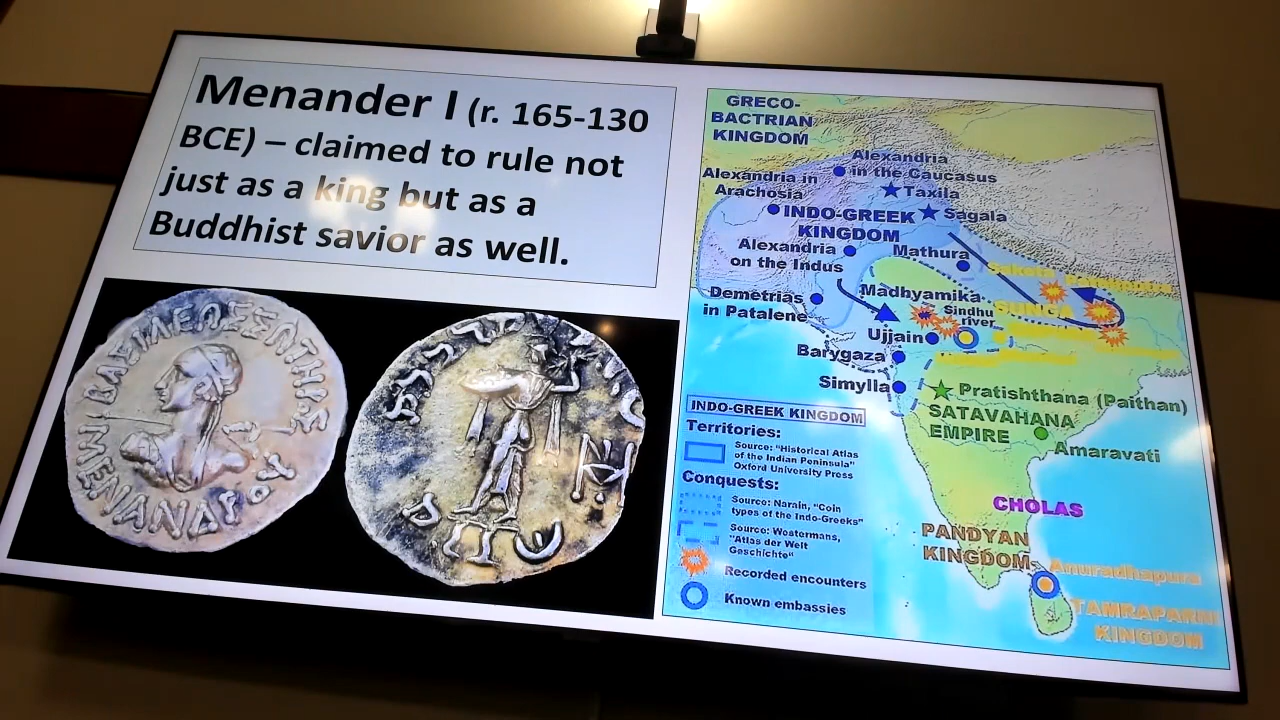 Menander I (r. 165-130
BCE) – claimed to rule not
just as a king but as a
Buddhist savior as well.
ΒΑΣΙΛΕΩΣ ΣΩΤΗΡΟΣ
ΜΕΝΑΝΔΡΟΥ
GRECO-
BACTRIAN
KINGDOM
Alexandria
in the Caucasus
Alexandria in
Arachosia
Taxila
Sagala
INDO-GREEK
KINGDOM
Alexandria
on the Indus
Mathura
Saketa
Demetrias
in Patalene
Madhyamika
Sindhu
river
SUNGA
Ujjain
Barygaza
Simylla
Pratishthana (Paithan)
SATAVAHANA
EMPIRE
Amaravati
CHOLAS
PANDYAN
KINGDOM
Anuradhapura
TAMRAPARNI
KINGDOM
INDO-GREEK KINGDOM
Territories:
Source: "Historical Atlas
of the Indian Peninsula"
Oxford University Press
Conquests:
Source: Narain, "Coin
types of the Indo-Greeks"
Source: Westermans,
"Atlas der Welt
Geschichte"
Recorded encounters
Known embassies